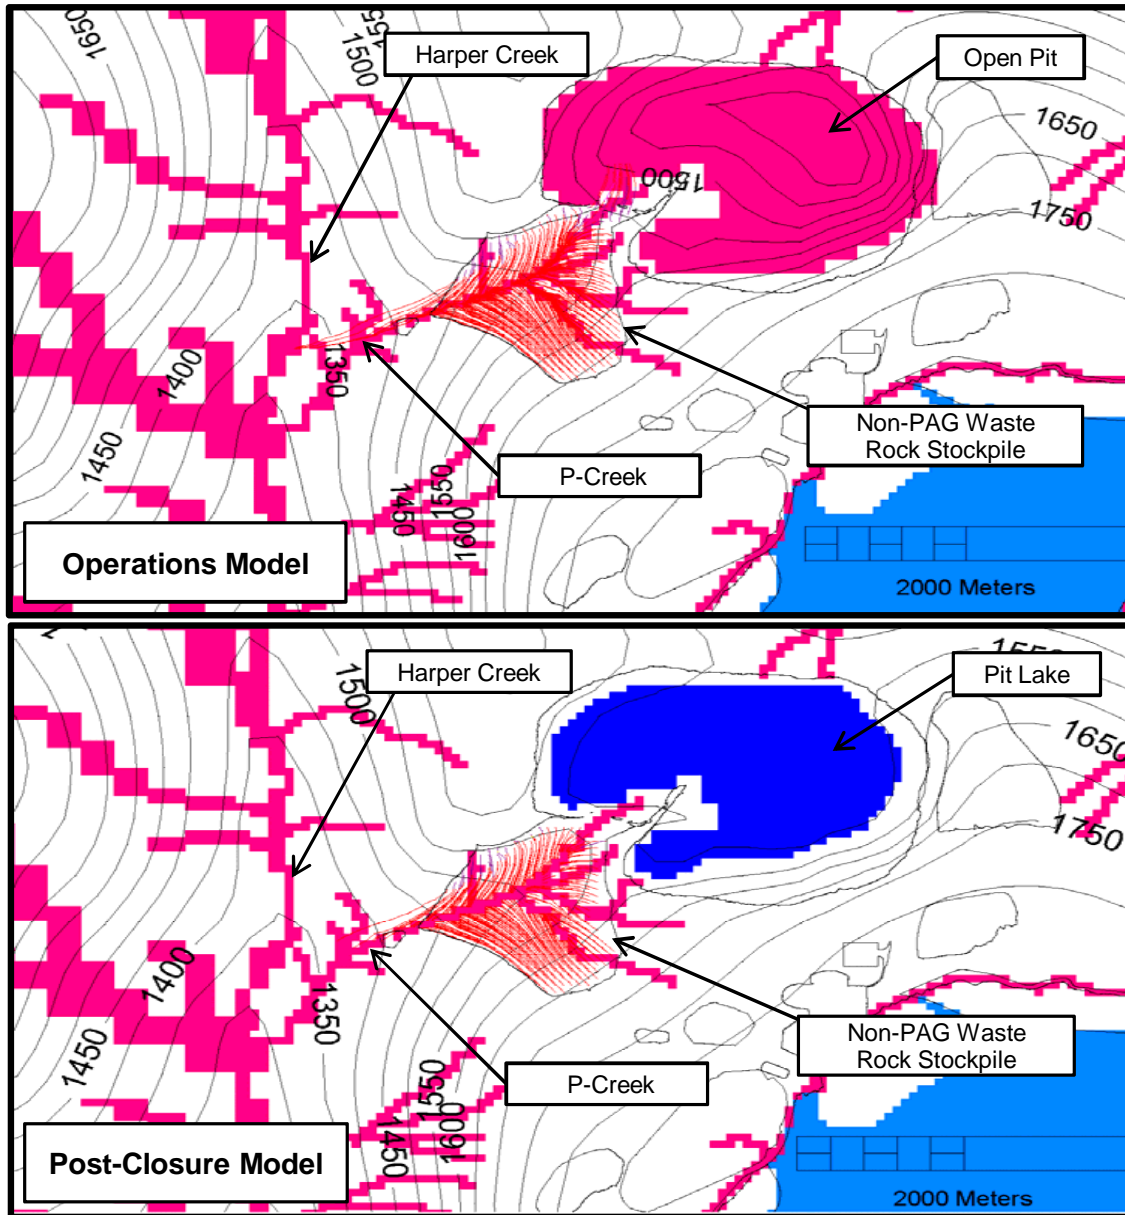 1650
1550
1500
Harper Creek
Open Pit
1650
1500
1750
1400
1350
1450
Non-PAG Waste
Rock Stockpile
P-Creek
1550
1450
1600
Operations Model
2000 Meters
Harper Creek
1500
Pit Lake
1650
1750
1400
1350
1450
Non-PAG Waste
Rock Stockpile
P-Creek
1550
1600
1450
Post-Closure Model
2000 Meters